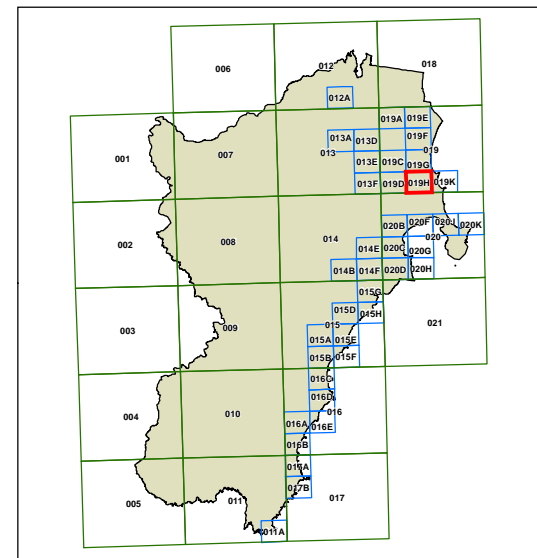 006 012 018
012A
019A 019E
001 007 013A 013D 019F
013 019
013E 019C 019G
013F 019D 019H 019K
020B 020F 020J 020K
002 008 014 020
014E 020C 020G
014B 014F 020D 020H
015G
003 009 015D 015H 021
015
015A 015E
015B 015F
016C
004 010 016D
016
016A 016E
016B
017A
005 011 017B 017
011A